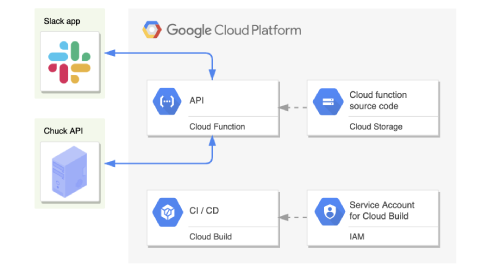 Slack app
Google Cloud Platform
API
Cloud Function
Cloud function
source code
Cloud Storage
Chuck API
CI / CD
Cloud Build
Service Account
for Cloud Build
IAM